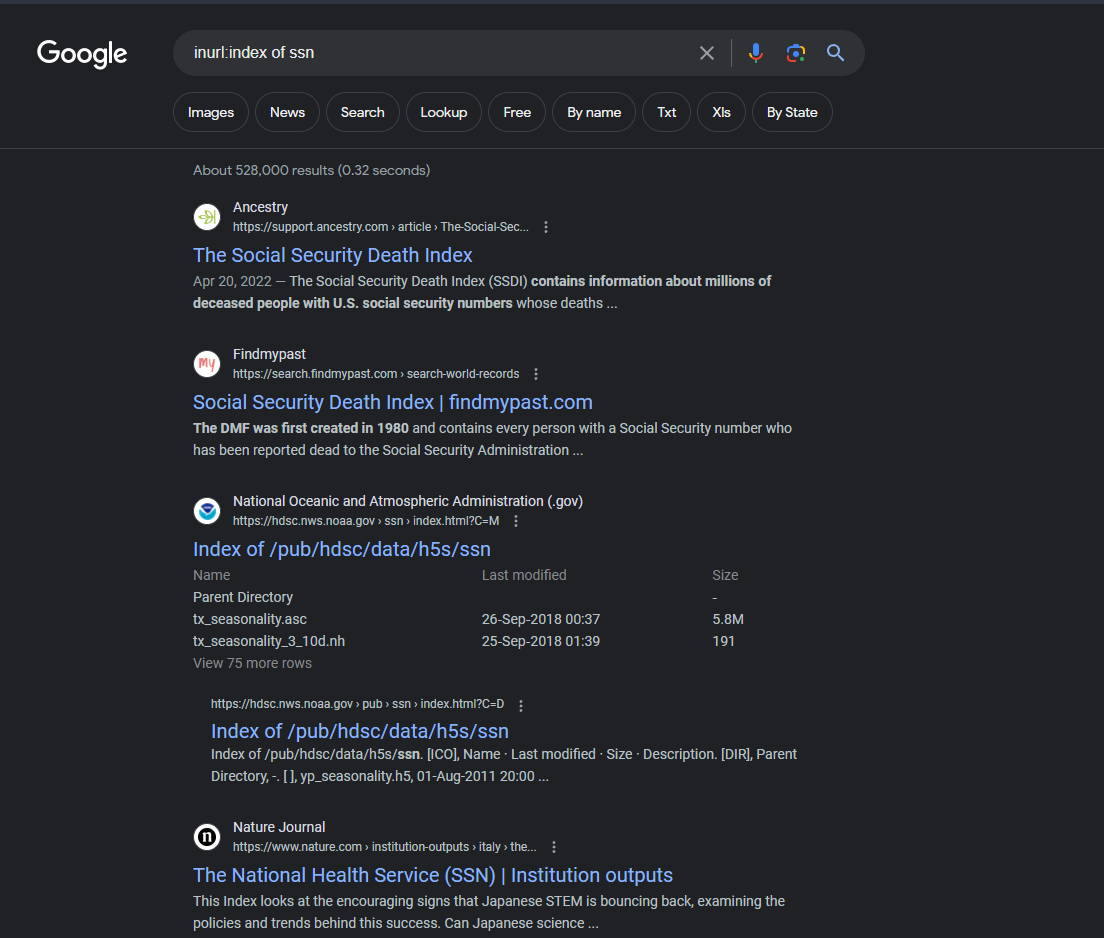 Google
inurl:index of ssn
Images News Search Lookup Free By name Txt Xls By State
About 528,000 results (0.32 seconds)
Ancestry
https://support.ancestry.com › article › The-Social-Sec...
The Social Security Death Index
Apr 20, 2022 — The Social Security Death Index (SSDI) contains information about millions of
deceased people with U.S. social security numbers whose deaths ...
my
Findmypast
https://search.findmypast.com › search-world-records
Social Security Death Index | findmypast.com
The DMF was first created in 1980 and contains every person with a Social Security number who
has been reported dead to the Social Security Administration ...
National Oceanic and Atmospheric Administration (.gov)
https://hdsc.nws.noaa.gov › ssn › index.html?C=M
Index of /pub/hdsc/data/h5s/ssn
Name Last modified Size
Parent Directory -
tx_seasonality.asc 26-Sep-2018 00:37 5.8M
tx_seasonality_3_10d.nh 25-Sep-2018 01:39 191
View 75 more rows
https://hdsc.nws.noaa.gov › pub › ssn › index.html?C=D
Index of /pub/hdsc/data/h5s/ssn
Index of /pub/hdsc/data/h5s/ssn. [ICO], Name · Last modified · Size · Description. [DIR], Parent
Directory, -. [ ], yp_seasonality.h5, 01-Aug-2011 20:00 ...
n
Nature Journal
https://www.nature.com › institution-outputs › italy › the...
The National Health Service (SSN) | Institution outputs
This Index looks at the encouraging signs that Japanese STEM is bouncing back, examining the
policies and trends behind this success. Can Japanese science ...